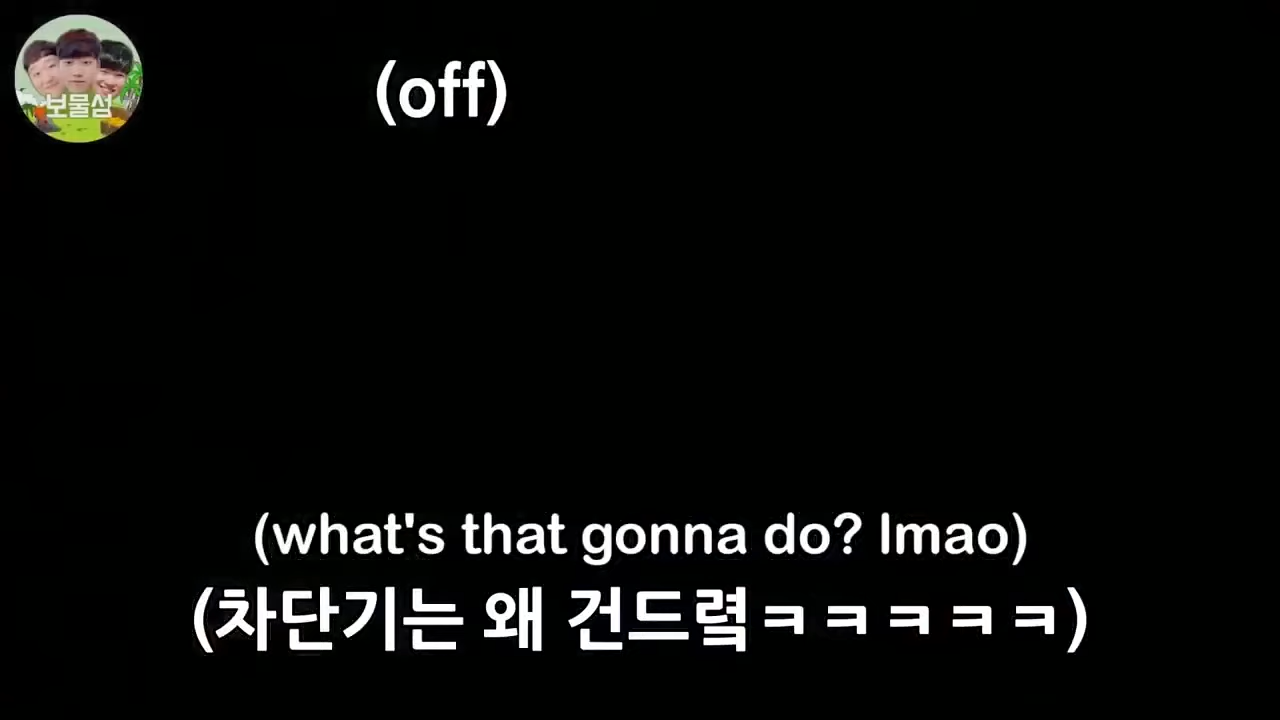 보물섬
(off)
(what's that gonna do? lmao)
(차단기는 왜 건드렄ㅋㅋㅋㅋㅋ)